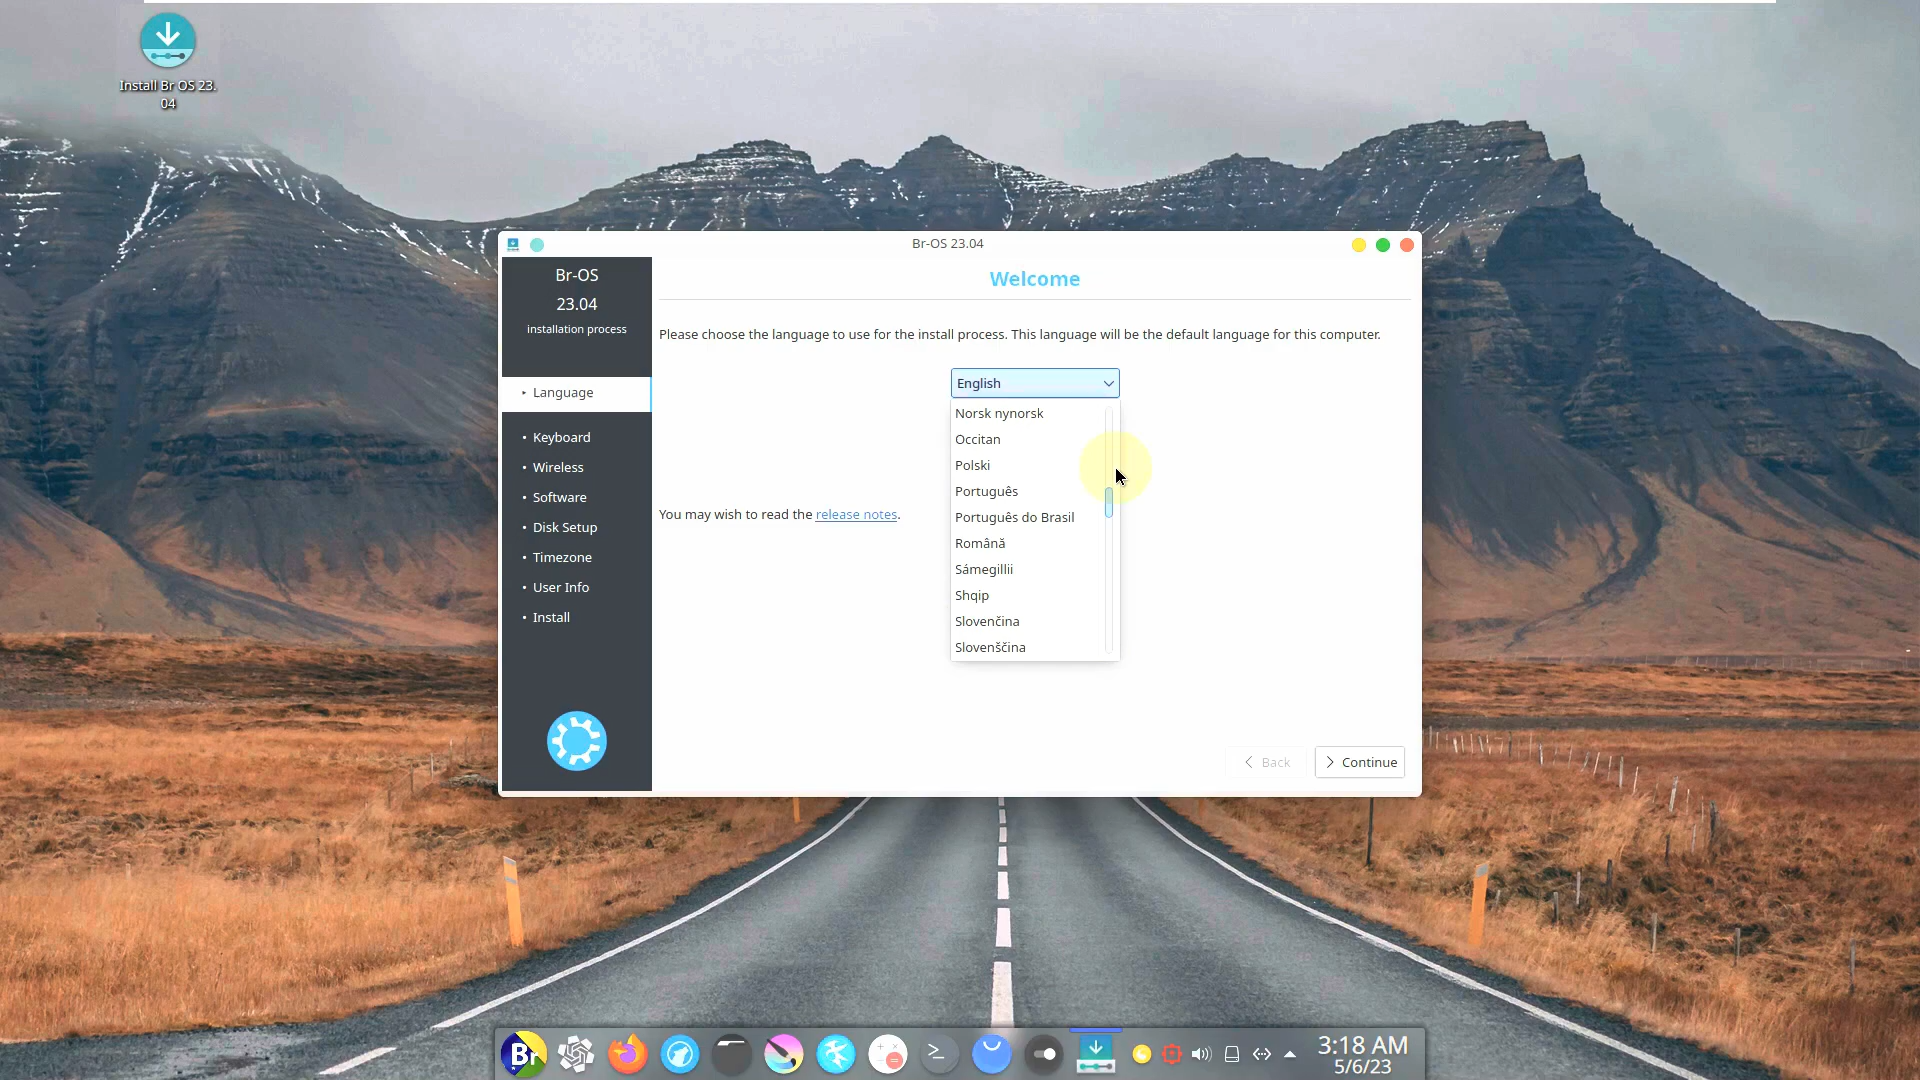 Install Br OS 23.
04
Br-OS 23.04
Br-OS
23.04
installation process
Language
Keyboard
Wireless
Software
Disk Setup
Timezone
User Info
Install
Welcome
Please choose the language to use for the install process. This language will be the default language for this computer.
English
Norsk nynorsk
Occitan
Polski
Português
Português do Brasil
Română
Sámegillii
Shqip
Slovenčina
Slovenščina
You may wish to read the release notes.
Back
Continue
Br
3:18 AM
5/6/23